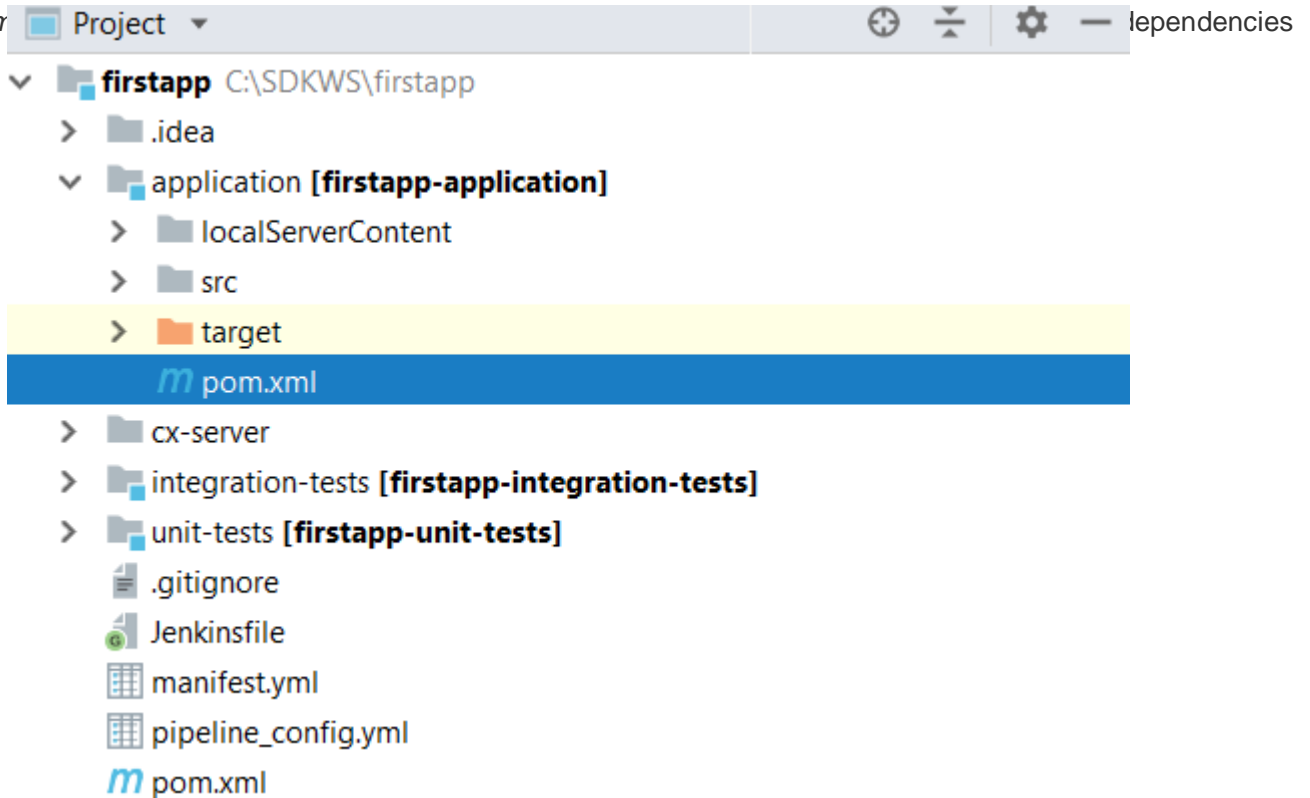 Project
dependencies
firstapp C:\SDKWS\firstapp
.idea
application [firstapp-application]
localServerContent
src
target
m pom.xml
cx-server
integration-tests [firstapp-integration-tests]
unit-tests [firstapp-unit-tests]
.gitignore
G Jenkinsfile
manifest.yml
pipeline_config.yml
m pom.xml